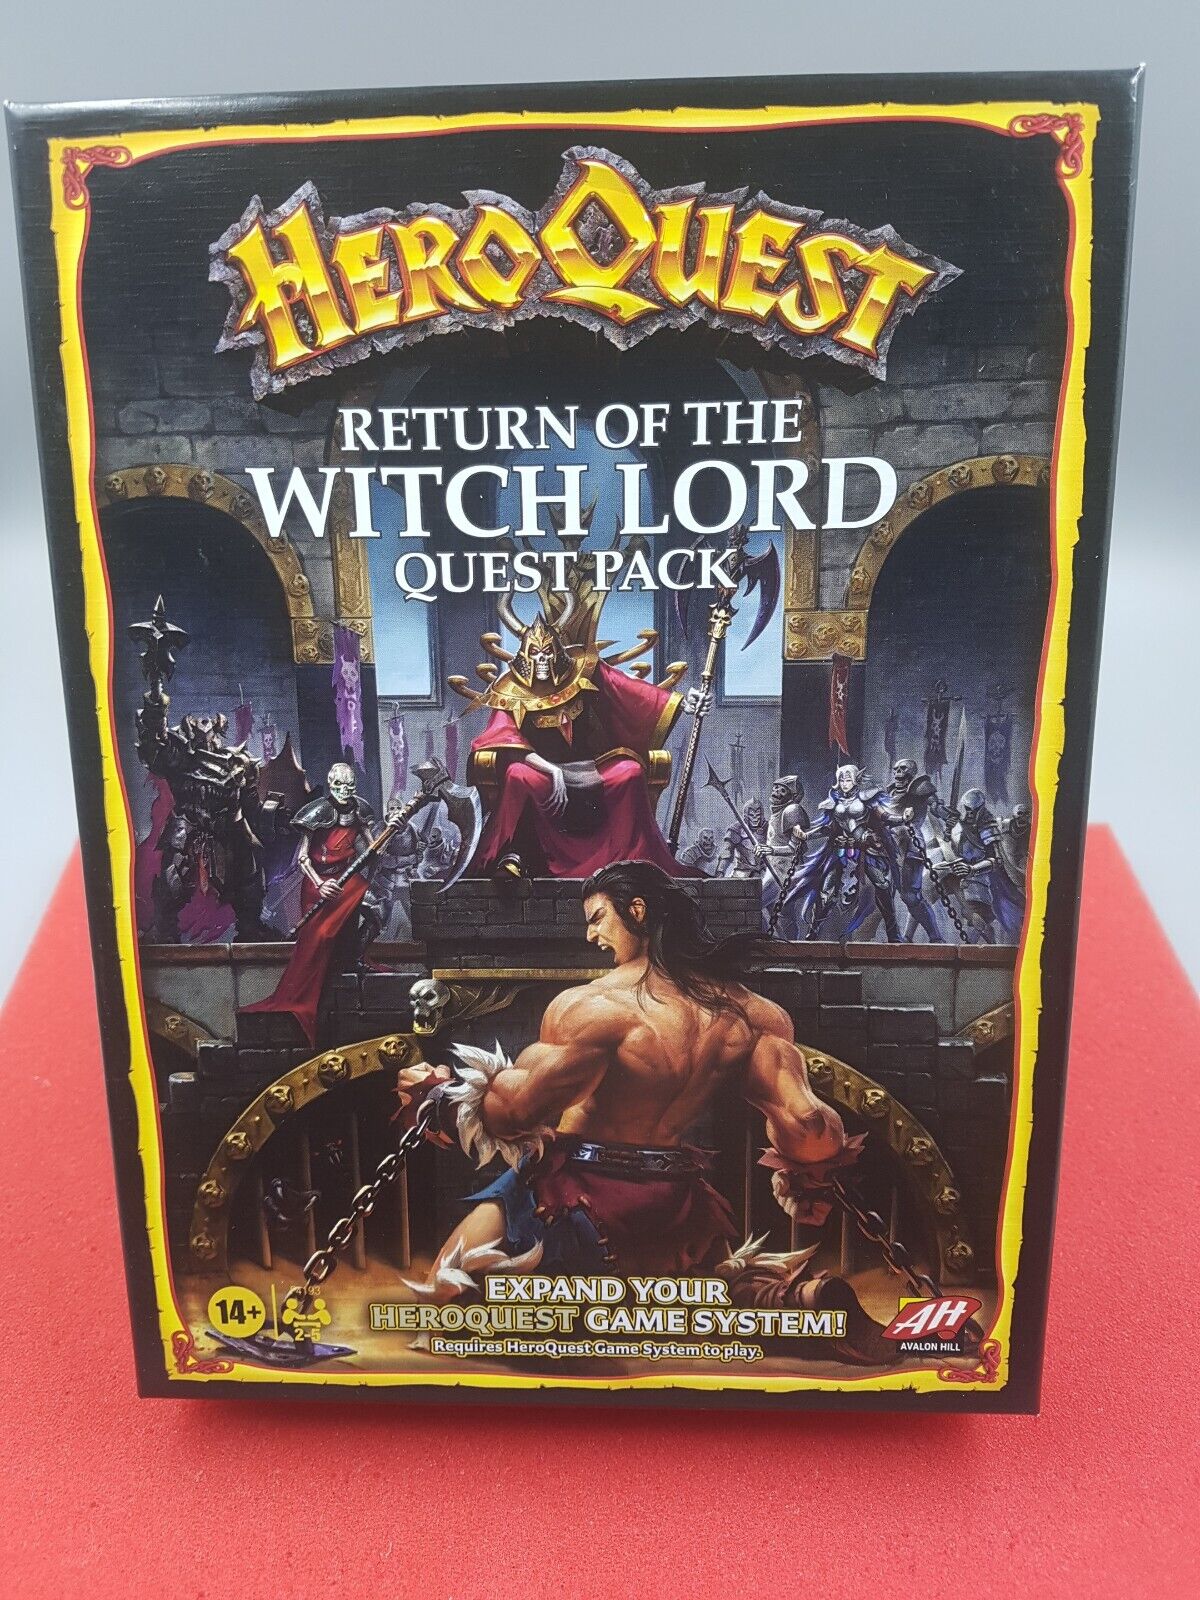 HEROQUEST
RETURN OF THE
WITCH LORD
QUEST PACK
14+
F4193
2-5
EXPAND YOUR
HEROQUEST GAME SYSTEM!
Requires HeroQuest Game System to play.
AH
AVALON HILL